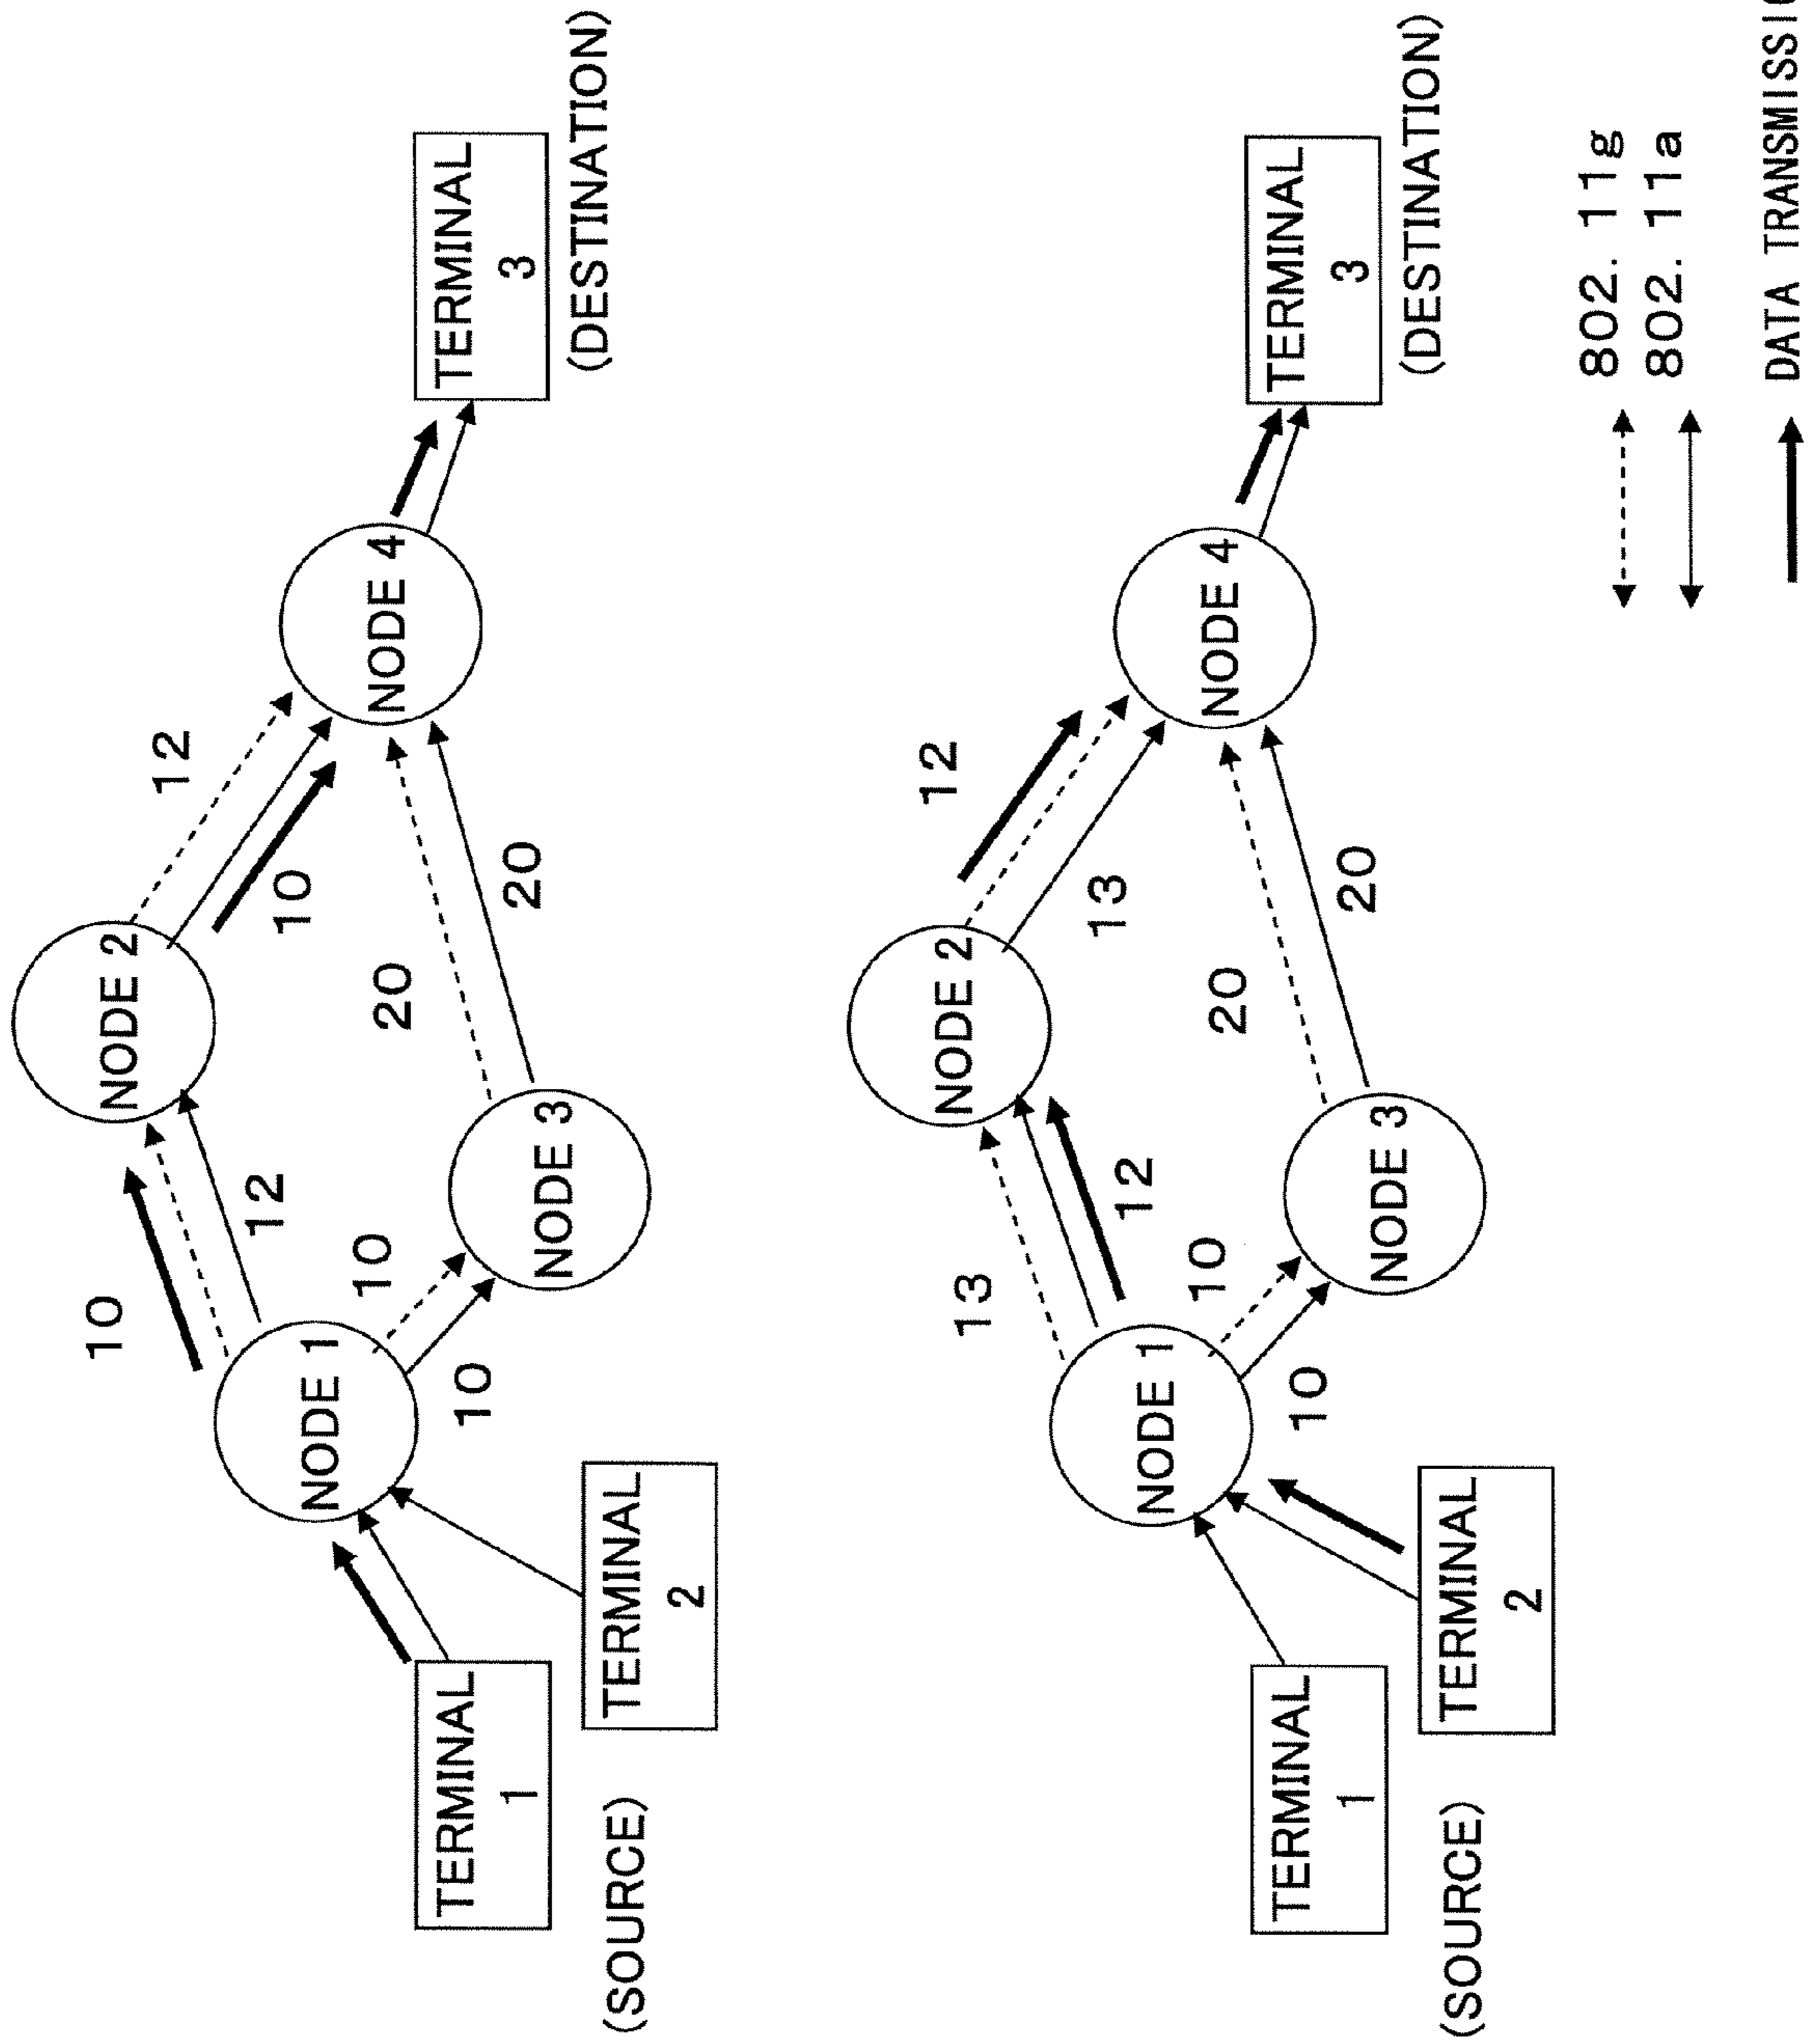 10
12
NODE 2
12
10
NODE 1
NODE 4
10
10
20
20
NODE 3
TERMINAL
1
TERMINAL
2
TERMINAL
3
(SOURCE)
(DESTINATION)
13
12
NODE 2
12
13
NODE 1
NODE 4
10
10
20
20
NODE 3
TERMINAL
1
TERMINAL
2
TERMINAL
3
(SOURCE)
(DESTINATION)
802. 11g
802. 11a
DATA